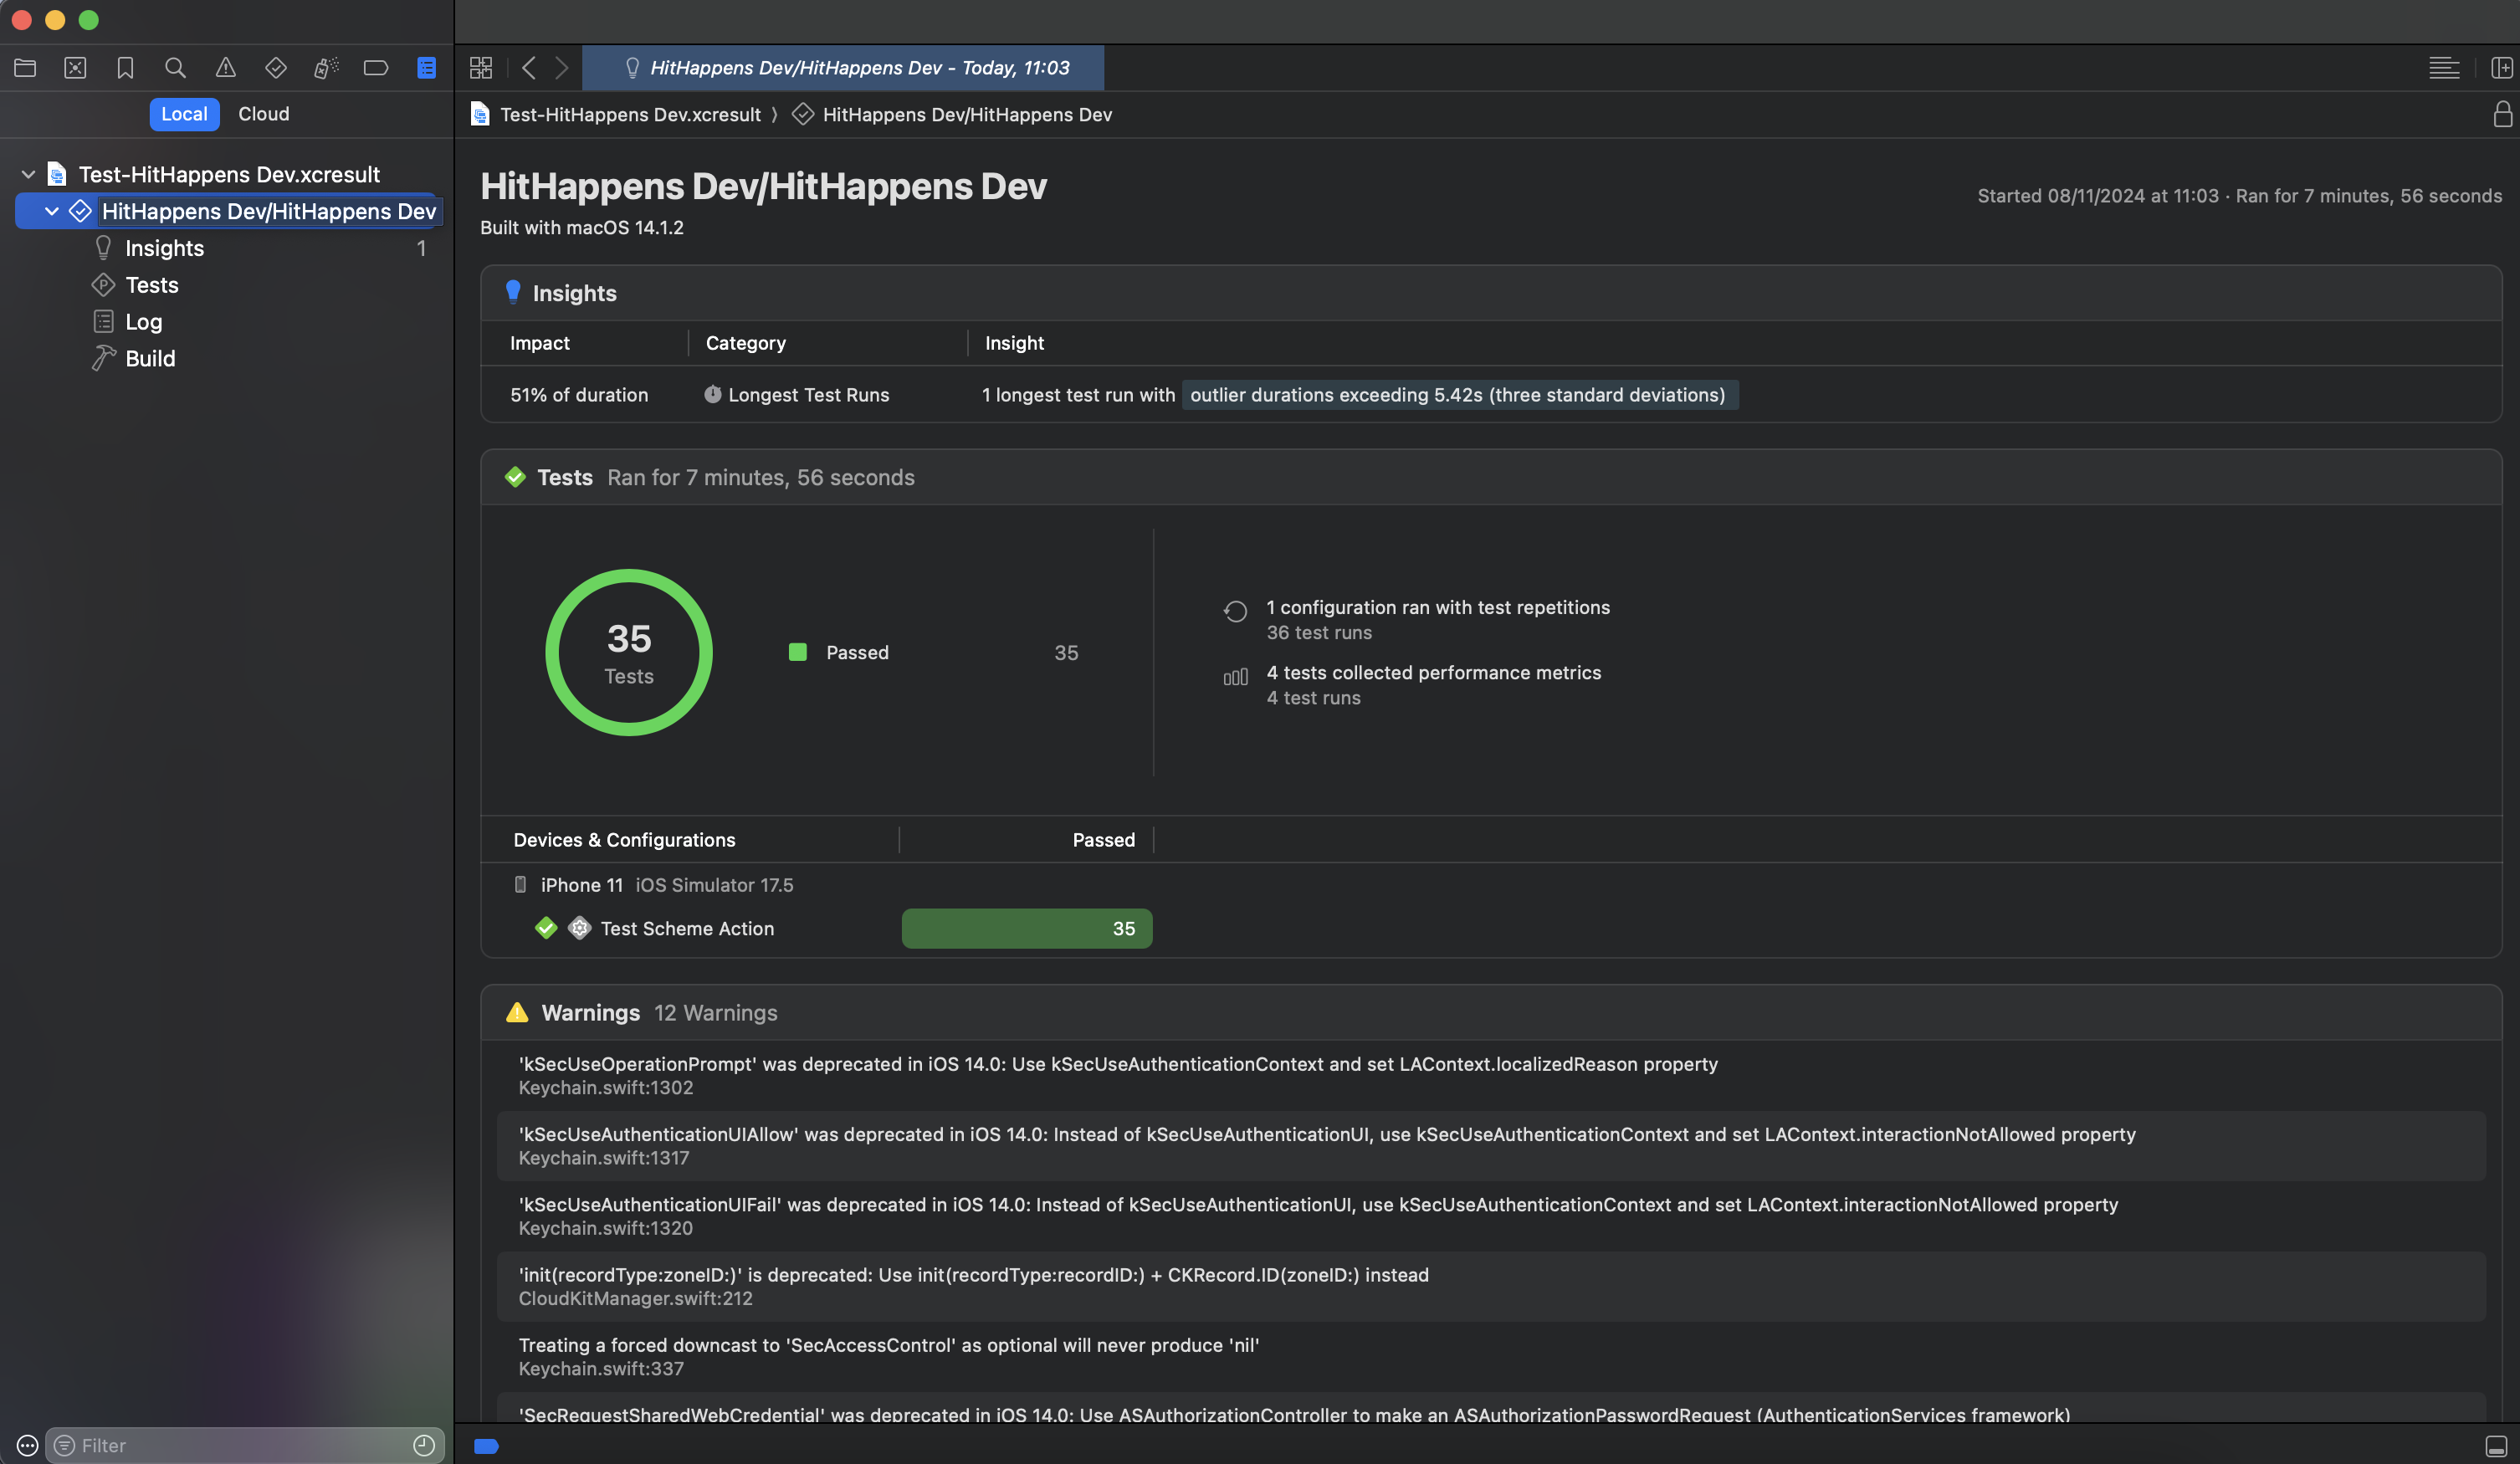 HitHappens Dev/HitHappens Dev - Today, 11:03
Local
Cloud
Test-HitHappens Dev.xcresult
HitHappens Dev/HitHappens Dev
Test-HitHappens Dev.xcresult
HitHappens Dev/HitHappens Dev
Insights
1
Tests
Log
Build
HitHappens Dev/HitHappens Dev
Started 08/11/2024 at 11:03 · Ran for 7 minutes, 56 seconds
Built with macOS 14.1.2
Insights
Impact
Category
Insight
51% of duration
Longest Test Runs
1 longest test run with outlier durations exceeding 5.42s (three standard deviations)
Tests Ran for 7 minutes, 56 seconds
35
Tests
Passed
35
1 configuration ran with test repetitions
36 test runs
4 tests collected performance metrics
4 test runs
Devices & Configurations
Passed
iPhone 11 iOS Simulator 17.5
Test Scheme Action
35
Warnings 12 Warnings
'kSecUseOperationPrompt' was deprecated in iOS 14.0: Use kSecUseAuthenticationContext and set LAContext.localizedReason property
Keychain.swift:1302
'kSecUseAuthenticationUIAllow' was deprecated in iOS 14.0: Instead of kSecUseAuthenticationUI, use kSecUseAuthenticationContext and set LAContext.interactionNotAllowed property
Keychain.swift:1317
'kSecUseAuthenticationUIFail' was deprecated in iOS 14.0: Instead of kSecUseAuthenticationUI, use kSecUseAuthenticationContext and set LAContext.interactionNotAllowed property
Keychain.swift:1320
'init(recordType:zoneID:)' is deprecated: Use init(recordType:recordID:) + CKRecord.ID(zoneID:) instead
CloudKitManager.swift:212
Treating a forced downcast to 'SecAccessControl' as optional will never produce 'nil'
Keychain.swift:337
'SecRequestSharedWebCredential' was deprecated in iOS 14.0: Use ASAuthorizationController to make an ASAuthorizationPasswordRequest (AuthenticationServices framework)
Filter